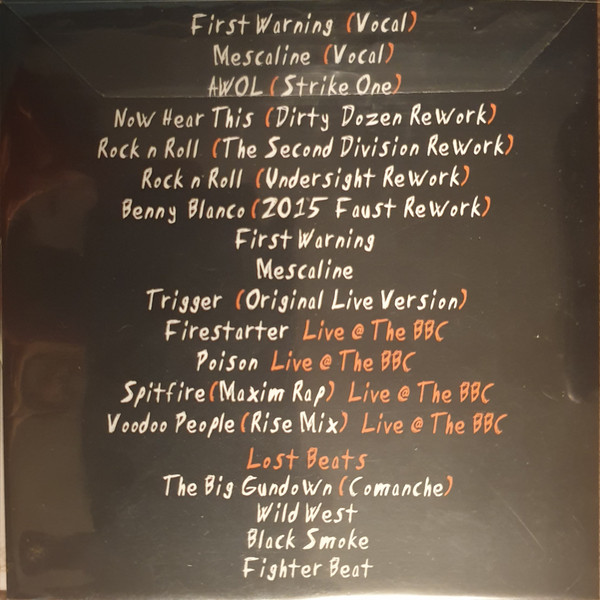 First Warning (Vocal)
Mescaline (Vocal)
AWOL (Strike One)
Now Hear This (Dirty Dozen ReWork)
Rock n Roll (The Second Division ReWork)
Rock n Roll (Undersight ReWork)
Benny Blanco (2015 Faust ReWork)
First Warning
Mescaline
Trigger (Original Live Version)
Firestarter Live @ The BBC
Poison Live @ The BBC
Spitfire (Maxim Rap) Live @ The BBC
Voodoo People (Rise Mix) Live @ The BBC
Lost Beats
The Big Gundown (Comanche)
Wild West
Black Smoke
Fighter Beat